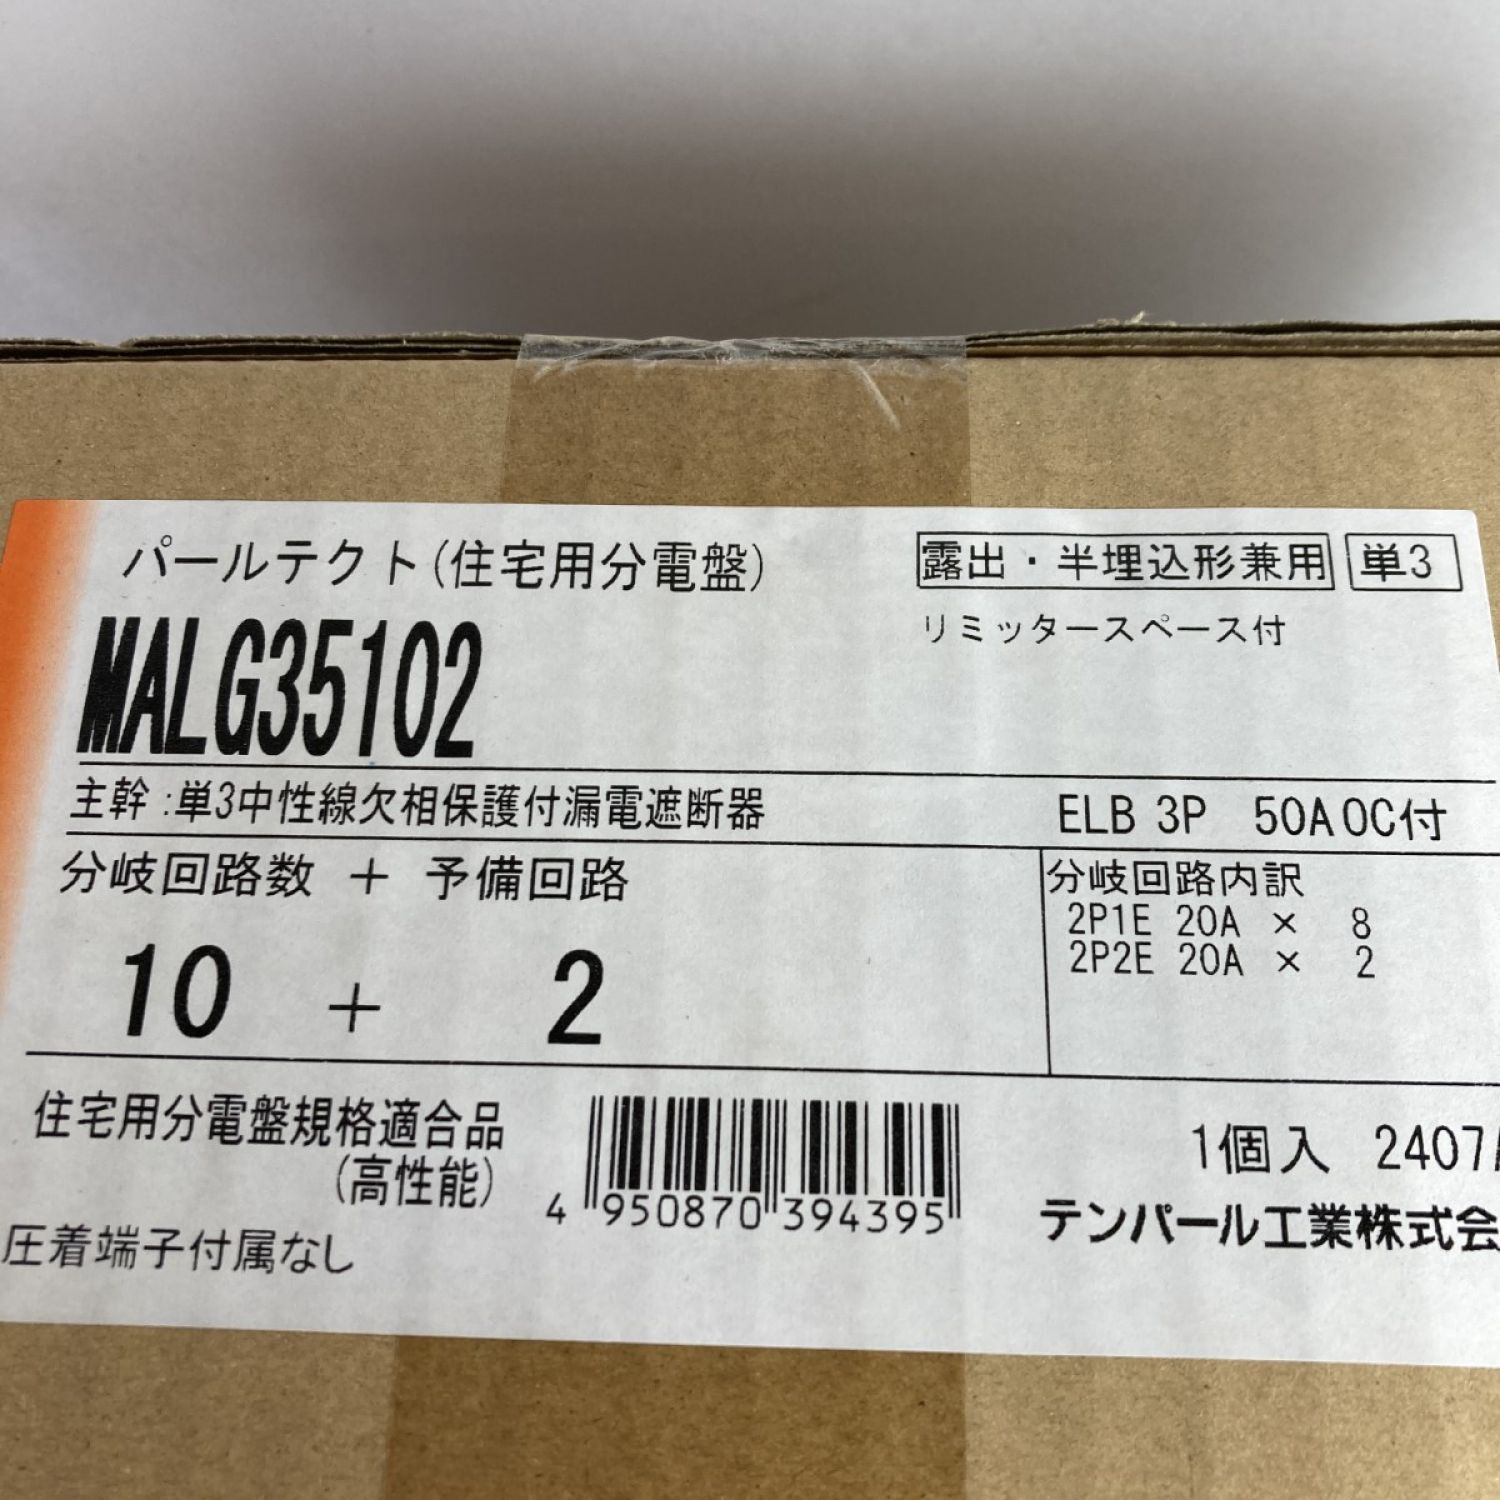 パールテクト(住宅用分電盤)
露出・半埋込形兼用 単3
MALG35102
リミッタースペース付
主幹:単3中性線欠相保護付漏電遮断器 ELB 3P 50A OC付
分岐回路数 + 予備回路
10 + 2
分岐回路内訳
2P1E 20A × 8
2P2E 20A × 2
住宅用分電盤規格適合品
(高性能)
圧着端子付属なし
4 950870 394395
1個入 2407
テンパール工業株式会